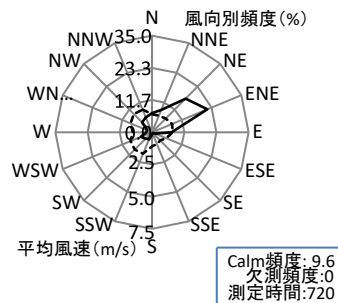 N
風向別頻度(%)
35.0
NNW
NNE
NW
23.3
NE
WN...
11.7
ENE
W
0.0
E
WSW
2.5
ESE
SW
5.0
SE
SSW
SSE
平均風速(m/s)
7.5
S
Calm頻度: 9.6
欠測頻度:0
測定時間:720